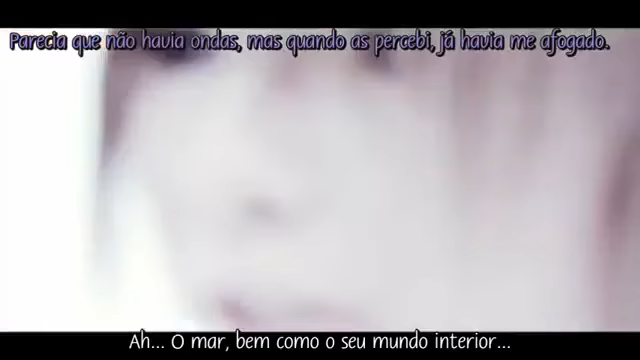 Parecia que não havia ondas, mas quando as percebi, já havia me afogado.
Ah... O mar, bem como o seu mundo interior...